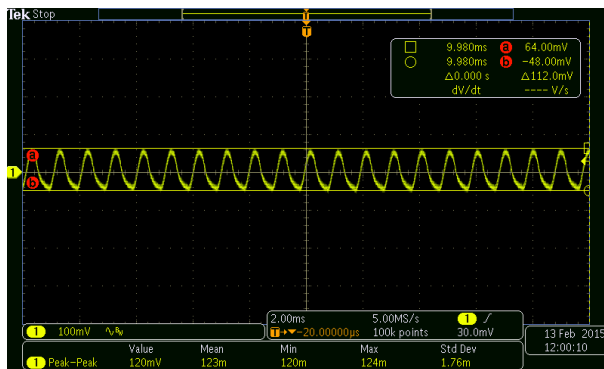 Tek Stop
T
T
9.980ms a 64.00mV
9.980ms b −48.00mV
Δ0.000 s Δ112.0mV
dV/dt ---- V/s
a
1
b
1 100mV
2.00ms 5.00MS/s 1
T→▼−20.00000µs 100k points 30.0mV
Value Mean Min Max Std Dev
1 Peak−Peak 120mV 123m 120m 124m 1.76m
13 Feb 2015
12:00:10